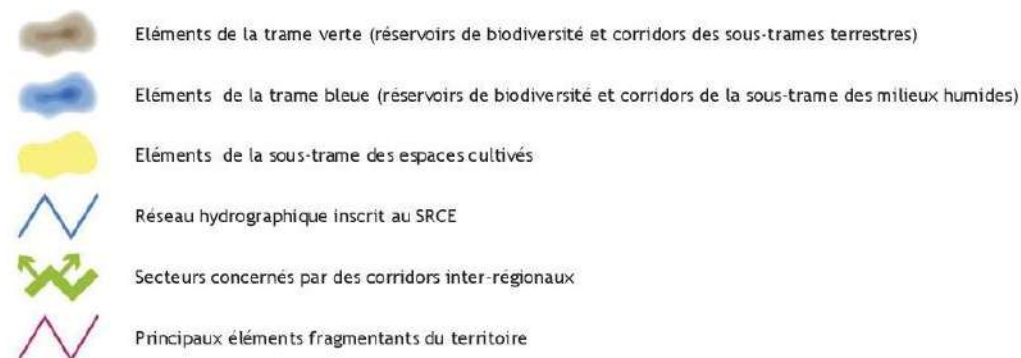 Eléments de la trame verte (réservoirs de biodiversité et corridors des sous-trames terrestres)
Eléments de la trame bleue (réservoirs de biodiversité et corridors de la sous-trame des milieux humides)
Eléments de la sous-trame des espaces cultivés
Réseau hydrographique inscrit au SRCE
Secteurs concernés par des corridors inter-régionaux
Principaux éléments fragmentants du territoire